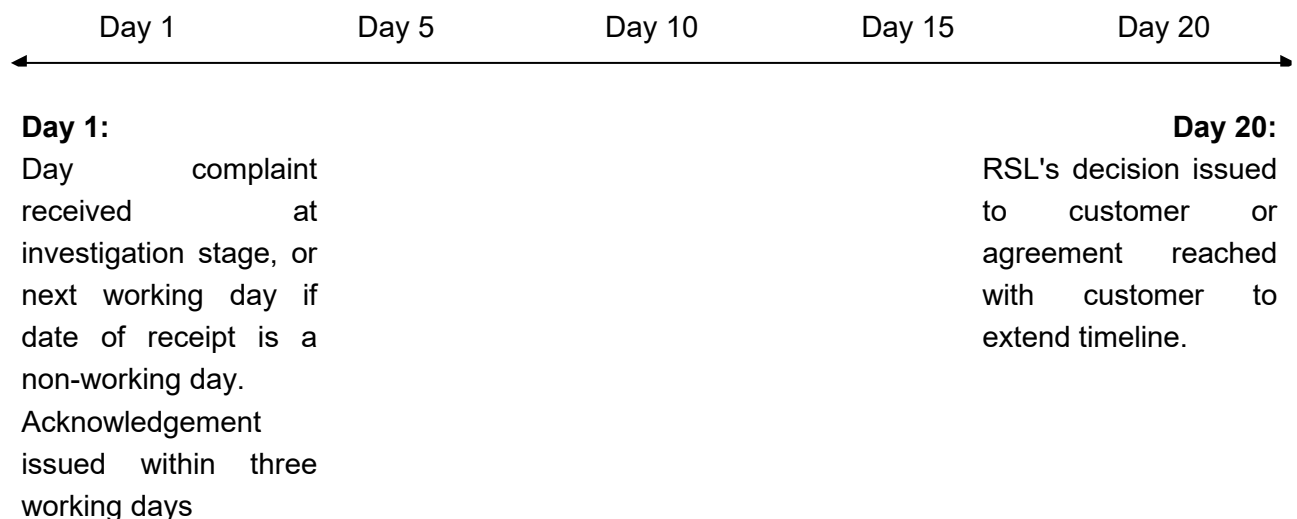 Day 1 Day 5 Day 10 Day 15 Day 20
Day 1:
Day complaint
received at
investigation stage, or
next working day if
date of receipt is a
non-working day.
Acknowledgement
issued within three
working days
Day 20:
RSL's decision issued
to customer or
agreement reached
with customer to
extend timeline.